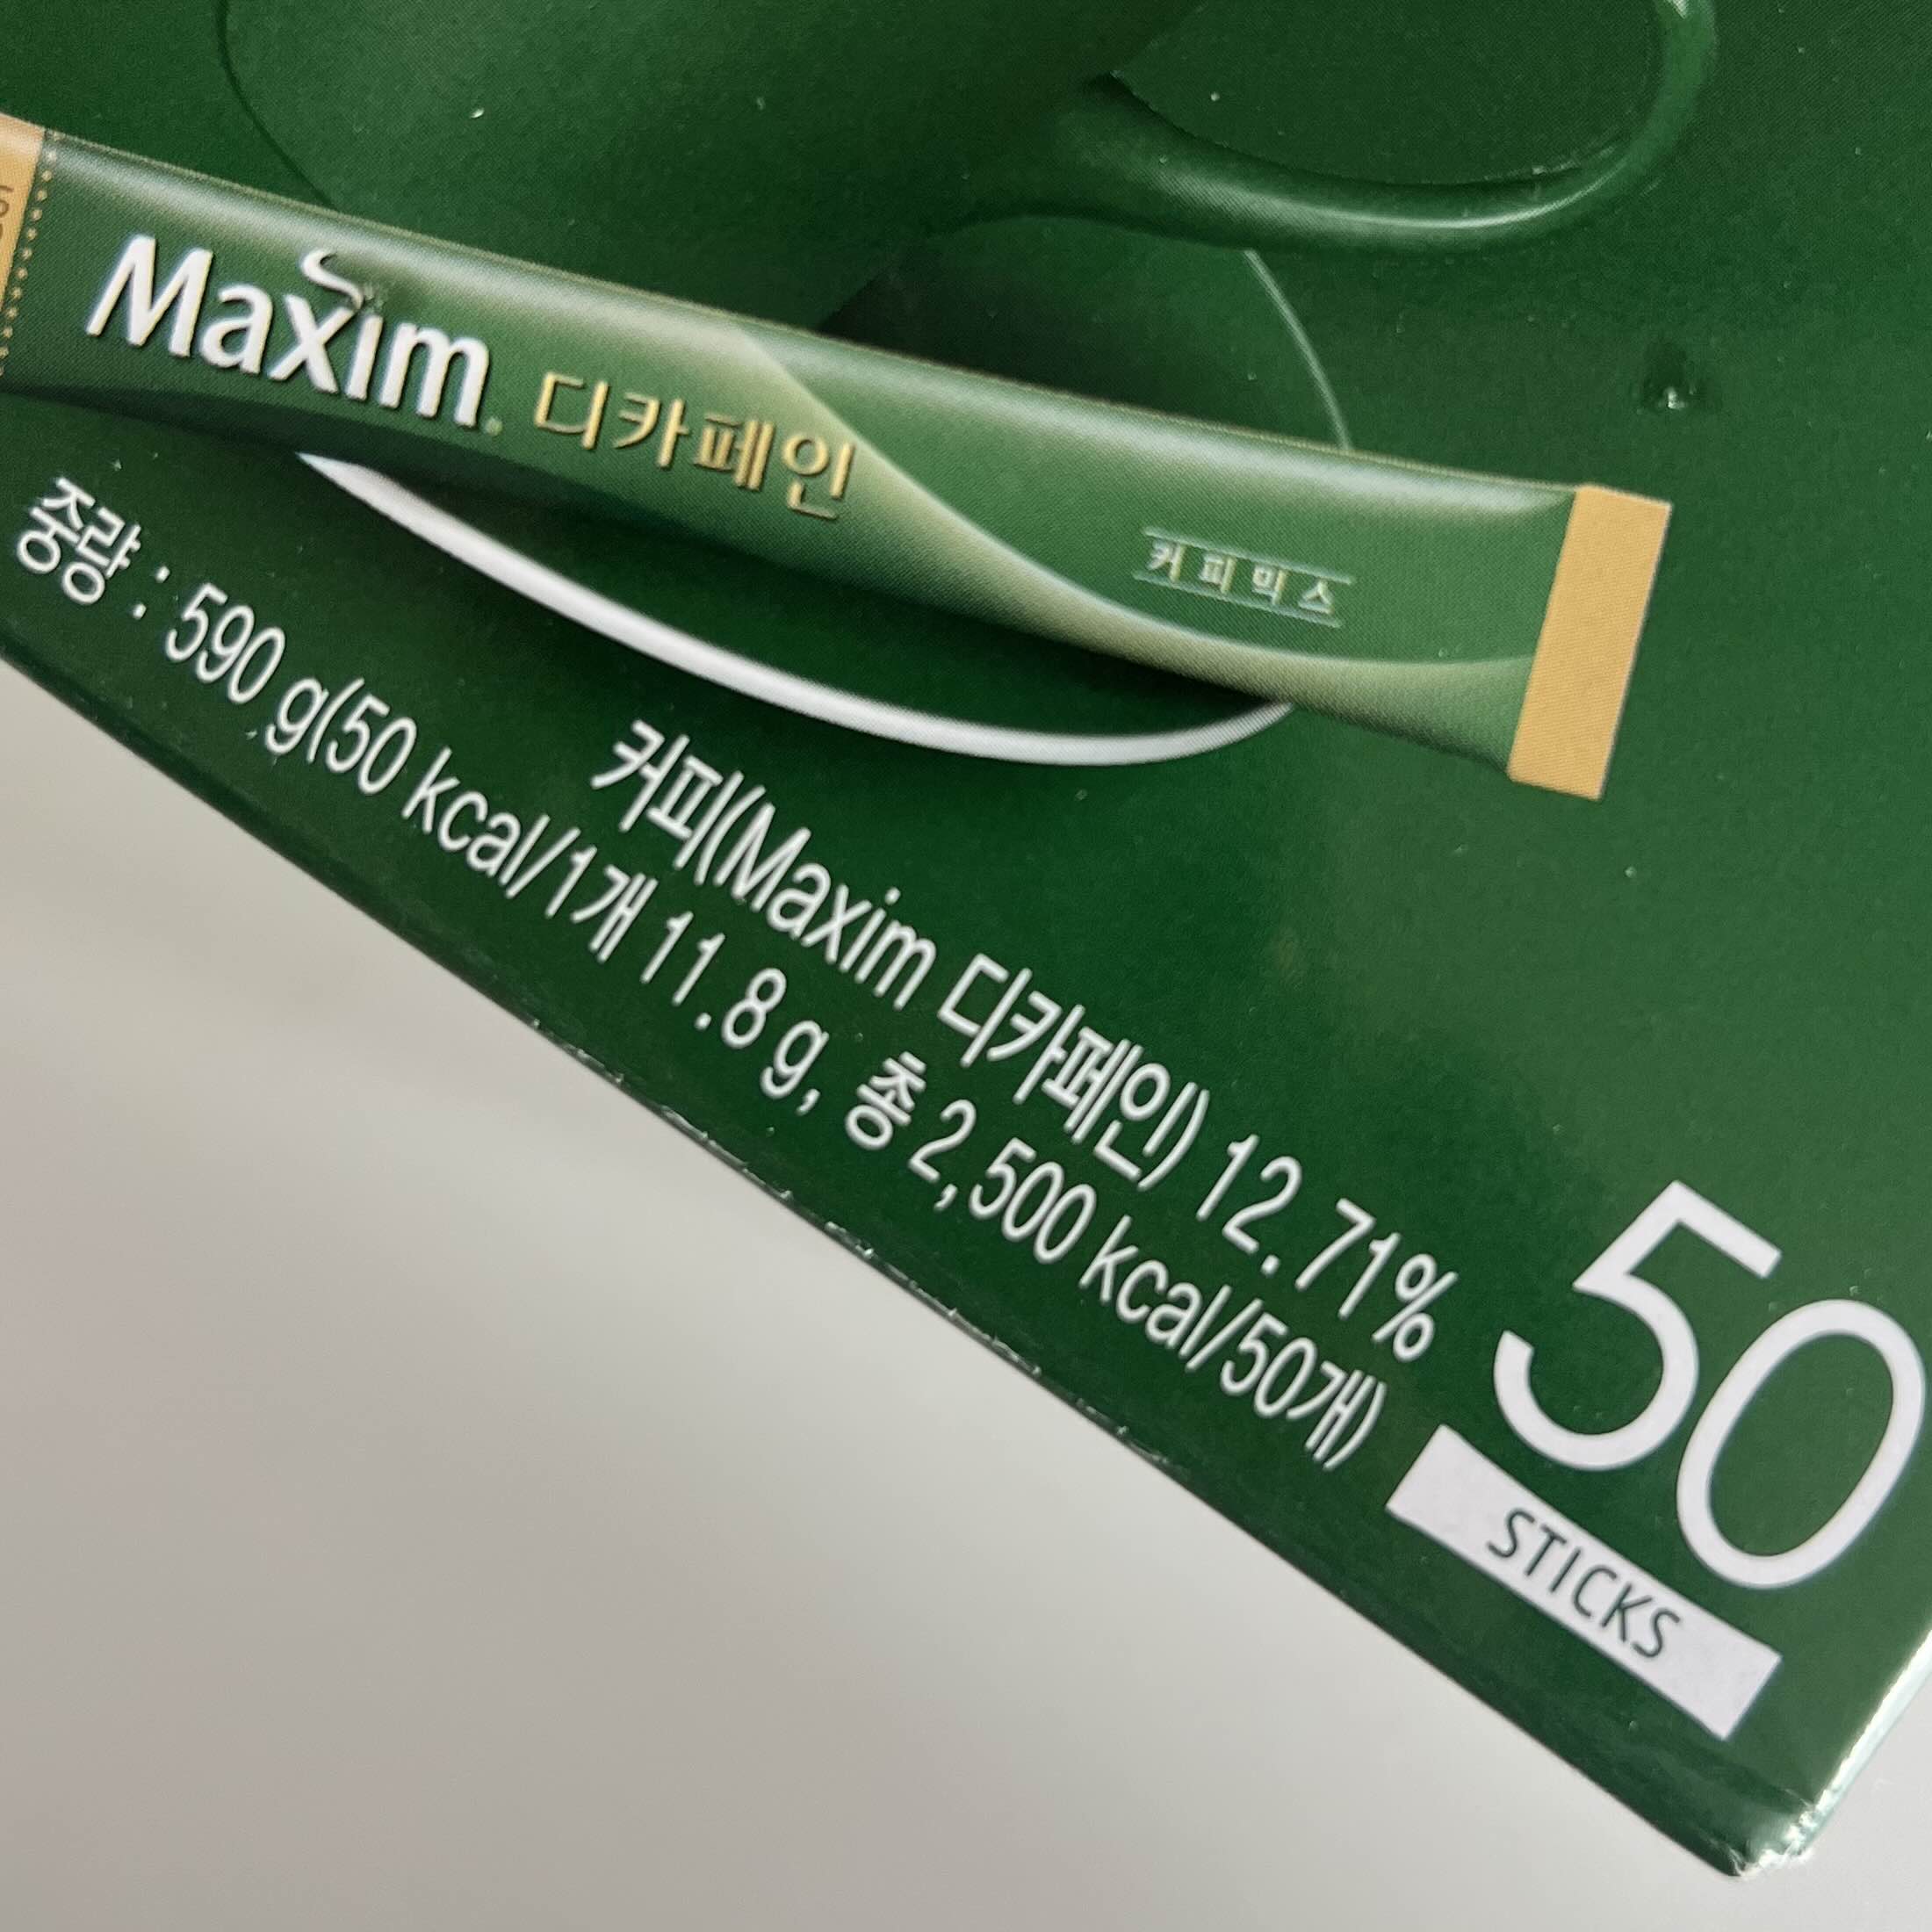 Maxim 디카페인
커피믹스
커피(Maxim 디카페인) 12.71%
중량 : 590 g(50 kcal/1개 11.8 g, 총 2,500 kcal/50개)
50
STICKS